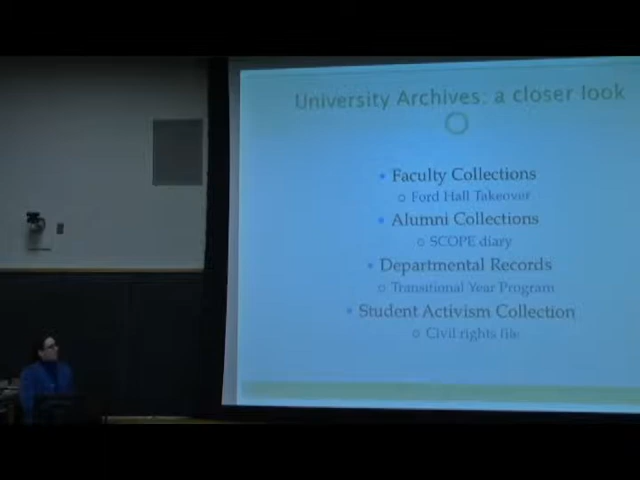 University Archives: a closer look
• Faculty Collections
○ Ford Hall Takeover
• Alumni Collections
○ SCOPE diary
• Departmental Records
○ Transitional Year Program
• Student Activism Collection
○ Civil rights file